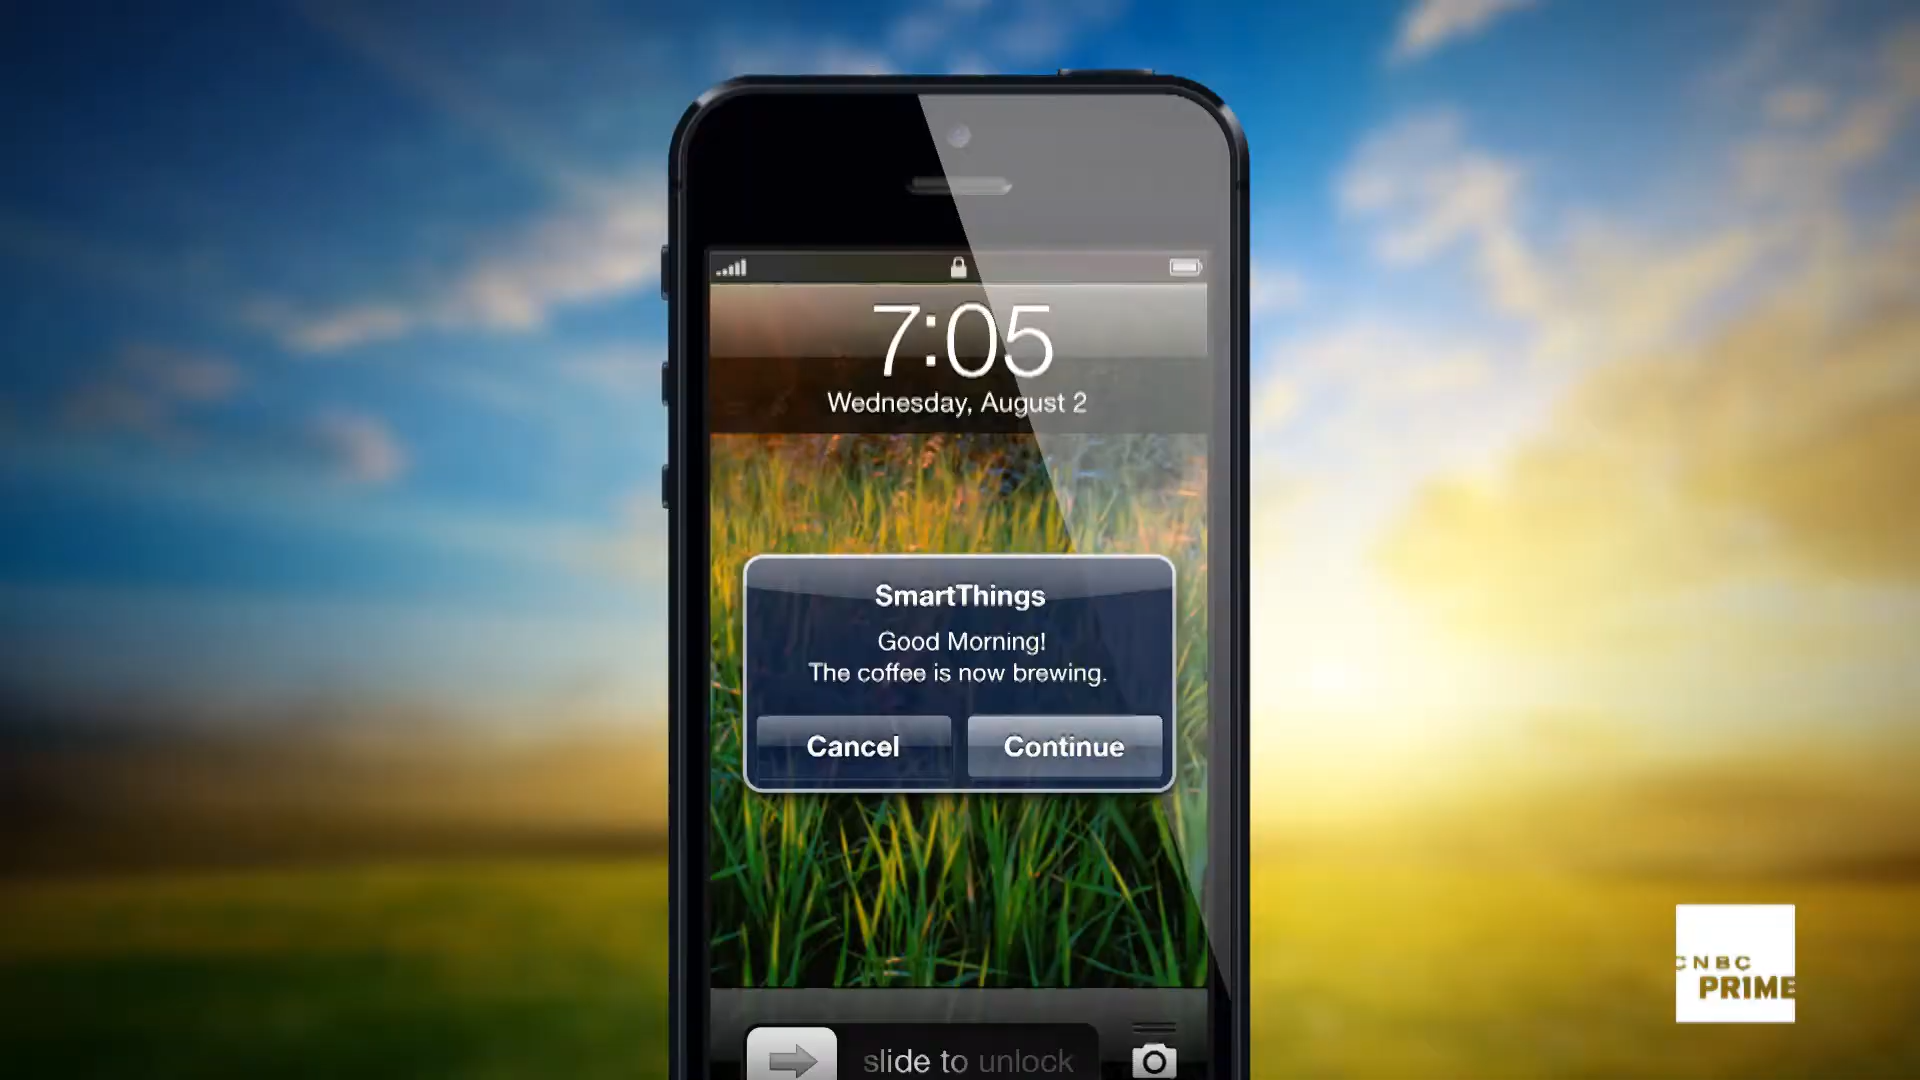 7:05
Wednesday, August 2
SmartThings
Good Morning!
The coffee is now brewing.
Cancel
Continue
slide to unlock
CNBC
PR1ME